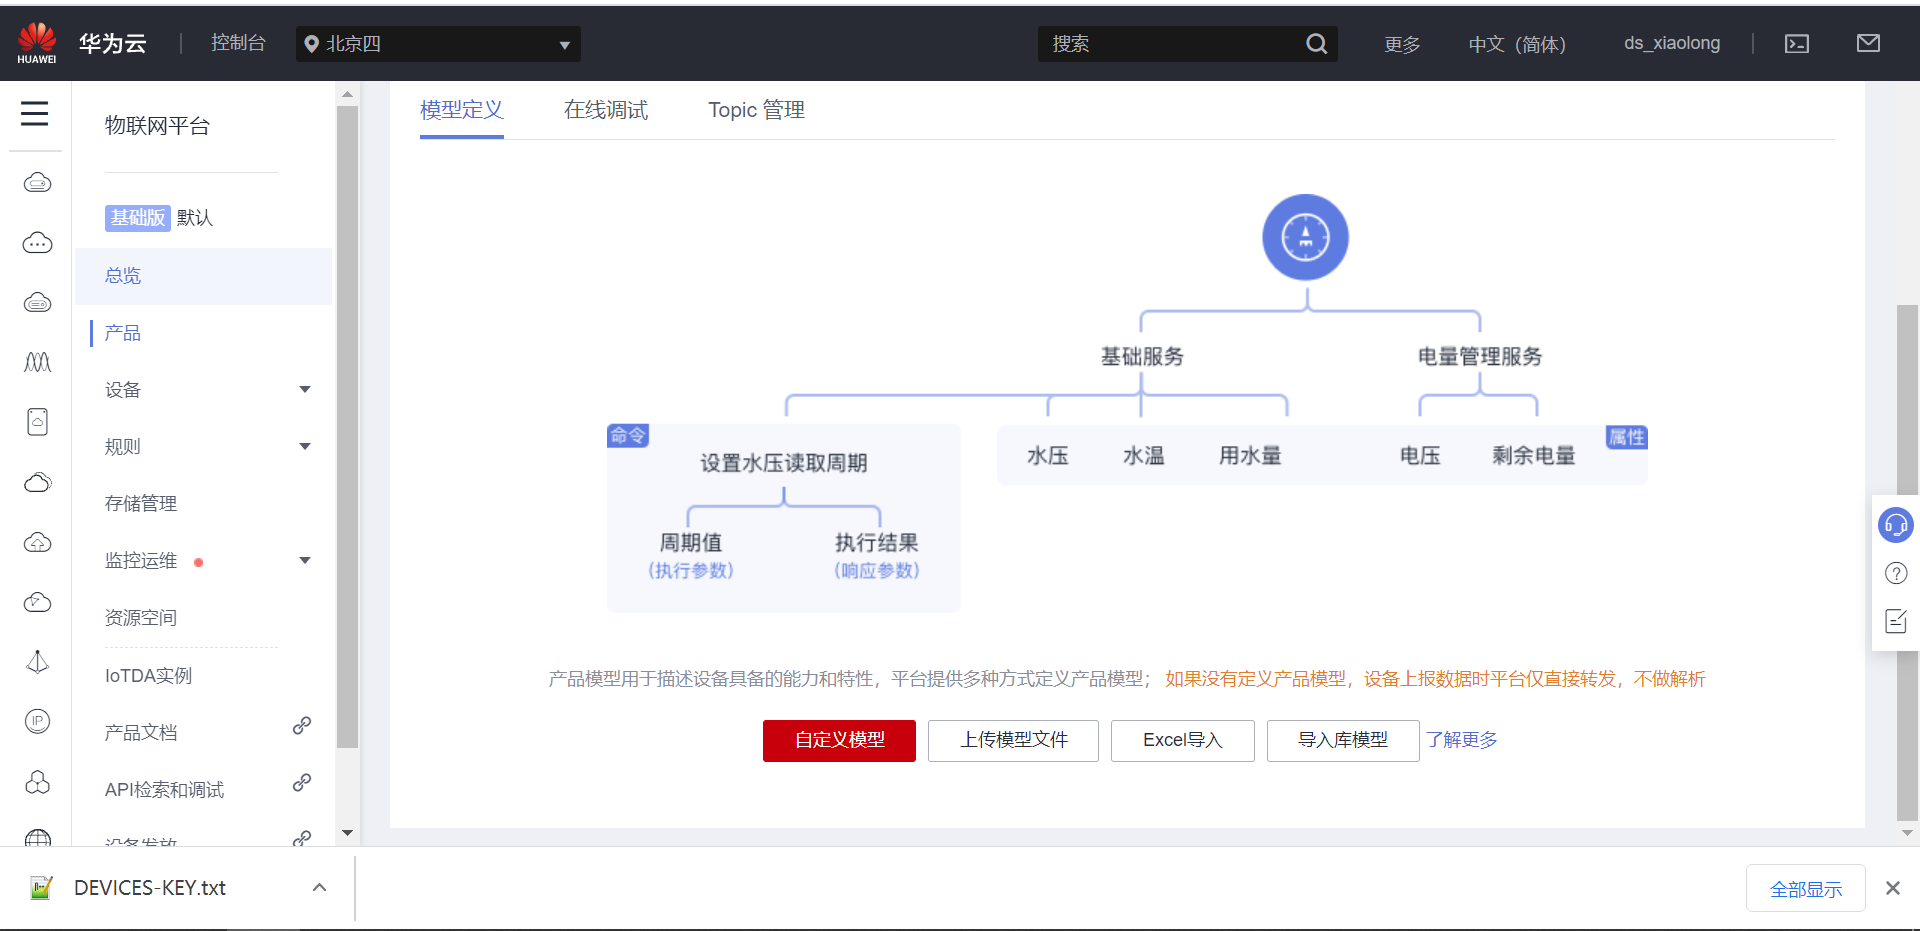 HUAWEI
华为云
控制台
北京四
搜索
更多
中文（简体）
ds_xiaolong
物联网平台
基础版 默认
总览
产品
设备
规则
存储管理
监控运维
资源空间
IoTDA实例
产品文档
API检索和调试
设备发放
IP
模型定义
在线调试
Topic 管理
基础服务
电量管理服务
命令
设置水压读取周期
周期值
(执行参数)
执行结果
(响应参数)
水压
水温
用水量
电压
剩余电量
属性
产品模型用于描述设备具备的能力和特性，平台提供多种方式定义产品模型； 如果没有定义产品模型，设备上报数据时平台仅直接转发，不做解析
自定义模型
上传模型文件
Excel导入
导入库模型
了解更多
DEVICES-KEY.txt
全部显示